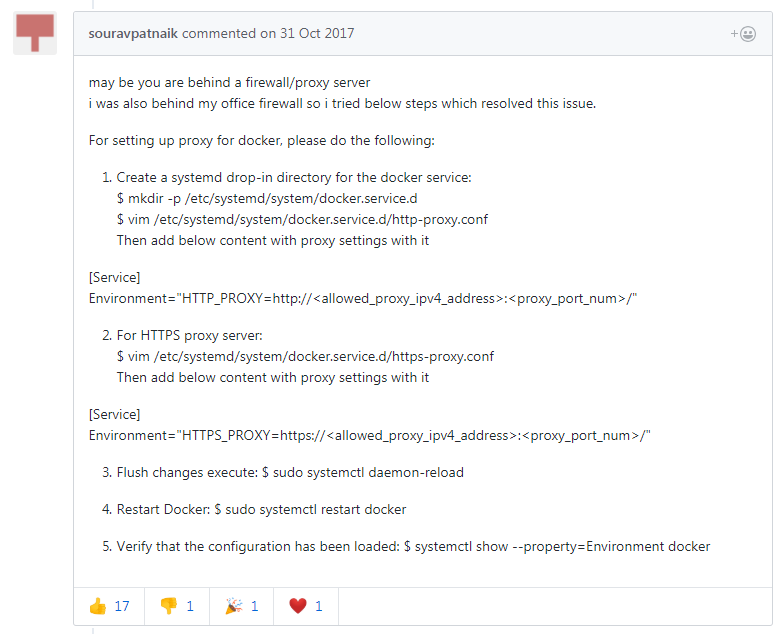 souravpatnaik commented on 31 Oct 2017
+
may be you are behind a firewall/proxy server
i was also behind my office firewall so i tried below steps which resolved this issue.
For setting up proxy for docker, please do the following:
1. Create a systemd drop-in directory for the docker service:
$ mkdir -p /etc/systemd/system/docker.service.d
$ vim /etc/systemd/system/docker.service.d/http-proxy.conf
Then add below content with proxy settings with it
[Service]
Environment="HTTP_PROXY=http://<allowed_proxy_ipv4_address>:<proxy_port_num>/"
2. For HTTPS proxy server:
$ vim /etc/systemd/system/docker.service.d/https-proxy.conf
Then add below content with proxy settings with it
[Service]
Environment="HTTPS_PROXY=https://<allowed_proxy_ipv4_address>:<proxy_port_num>/"
3. Flush changes execute: $ sudo systemctl daemon-reload
4. Restart Docker: $ sudo systemctl restart docker
5. Verify that the configuration has been loaded: $ systemctl show --property=Environment docker
👍 17 👎 1 🎉 1 ❤️ 1